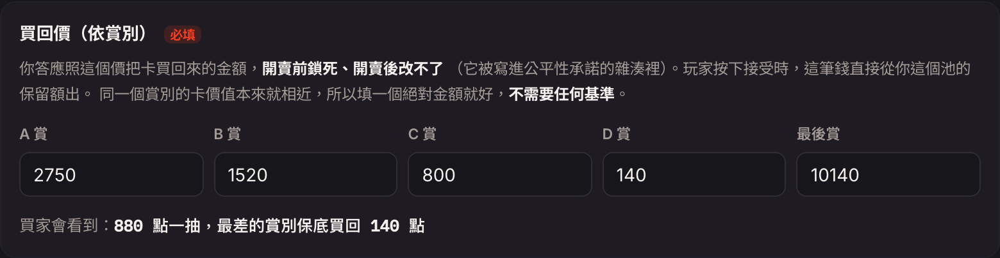 買回價（依賞別） 必填
你答應照這個價把卡買回來的金額，開賣前鎖死、開賣後改不了 （它被寫進公平性承諾的雜湊裡）。玩家按下接受時，這筆錢直接從你這個池的
保留額出。 同一個賞別的卡價值本來就相近，所以填一個絕對金額就好，不需要任何基準。
A 賞 B 賞 C 賞 D 賞 最後賞
2750 1520 800 140 10140
買家會看到：880 點一抽，最差的賞別保底買回 140 點